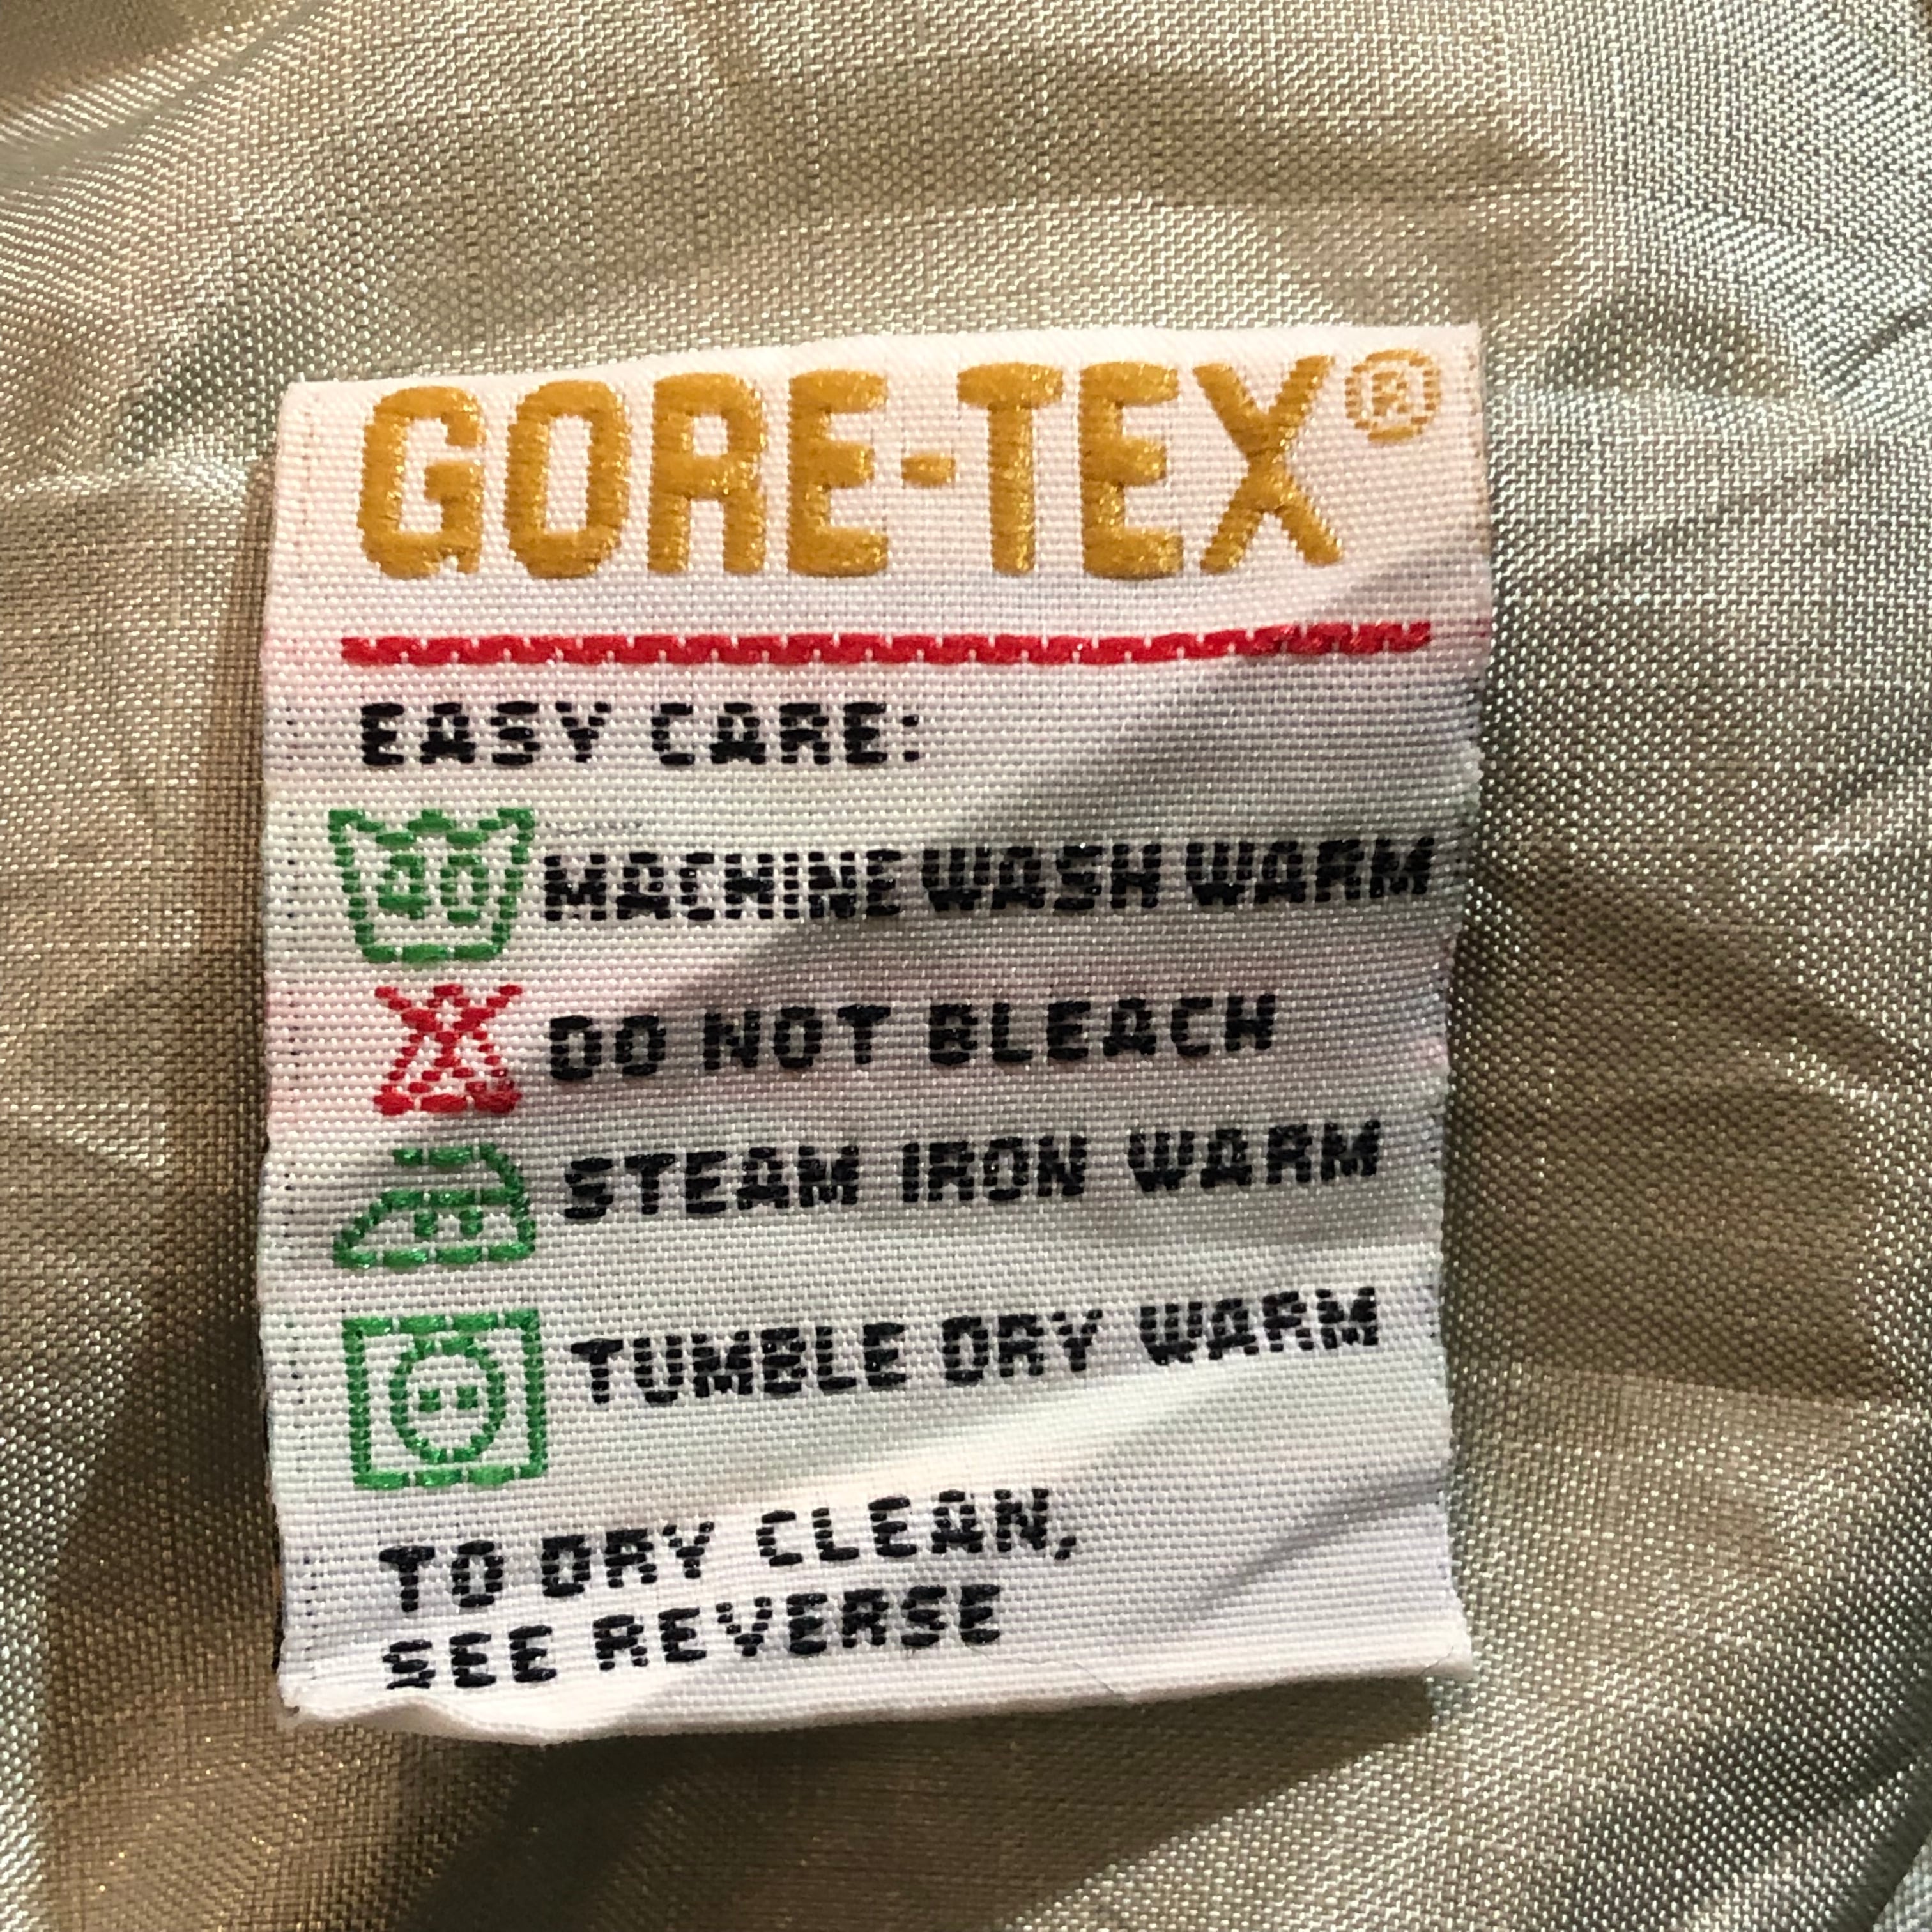 GORE-TEX®
EASY CARE:
40 MACHINE WASH WARM
DO NOT BLEACH
STEAM IRON WARM
TUMBLE DRY WARM
TO DRY CLEAN,
SEE REVERSE